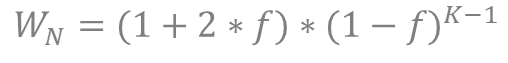 W_N = (1 + 2 * f) * (1 − f)^{K−1}